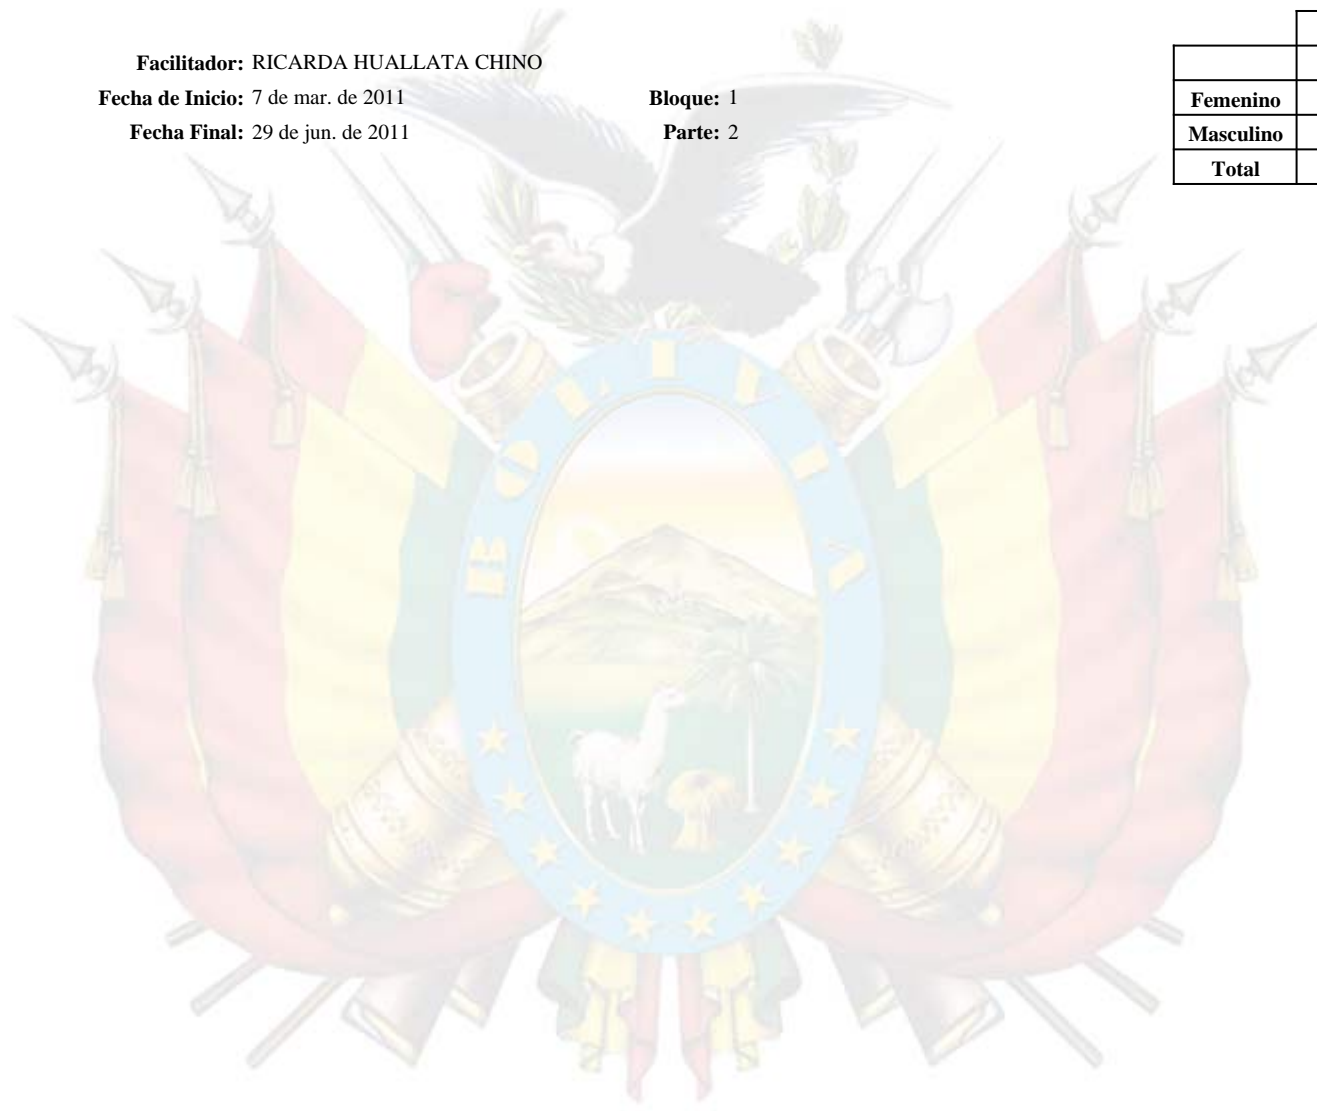 Facilitador: RICARDA HUALLATA CHINO
Fecha de Inicio: 7 de mar. de 2011 Bloque: 1
Fecha Final: 29 de jun. de 2011 Parte: 2
Femenino
Masculino
Total
BOLIVIA